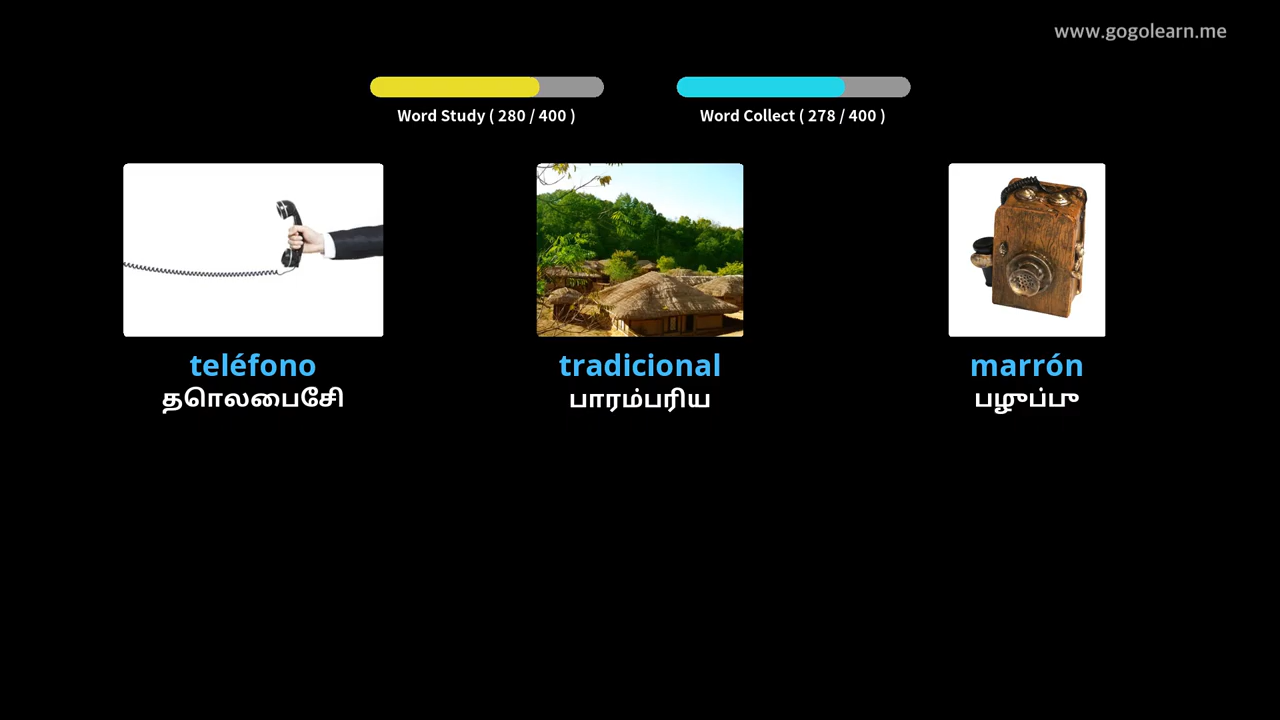 www.gogolearn.me
Word Study ( 280 / 400 )
Word Collect ( 278 / 400 )
teléfono
தொலைபேசி
tradicional
பாரம்பரிய
marrón
பழுப்பு